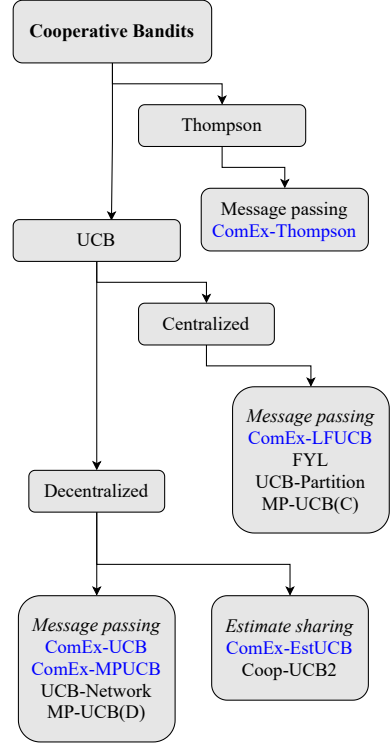 Cooperative Bandits
Thompson
Message passing
ComEx-Thompson
UCB
Centralized
Message passing
ComEx-LFUCB
FYL
UCB-Partition
MP-UCB(C)
Decentralized
Message passing
ComEx-UCB
ComEx-MPUCB
UCB-Network
MP-UCB(D)
Estimate sharing
ComEx-EstUCB
Coop-UCB2